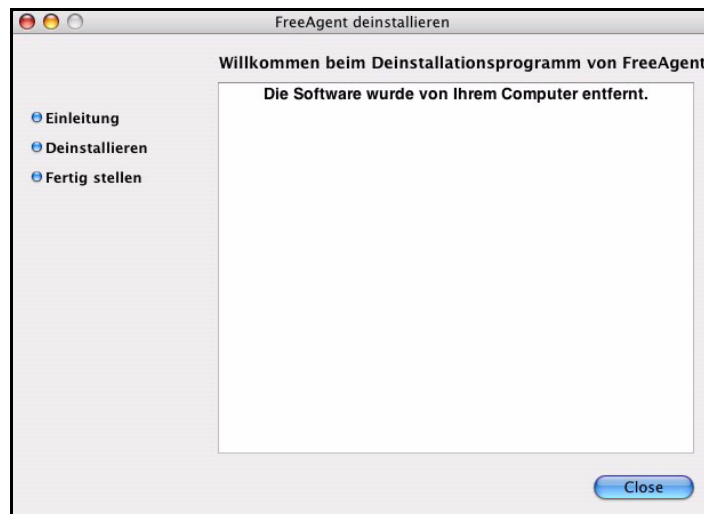 FreeAgent deinstallieren
Willkommen beim Deinstallationsprogramm von FreeAgent
Die Software wurde von Ihrem Computer entfernt.
Einleitung
Deinstallieren
Fertig stellen
Close